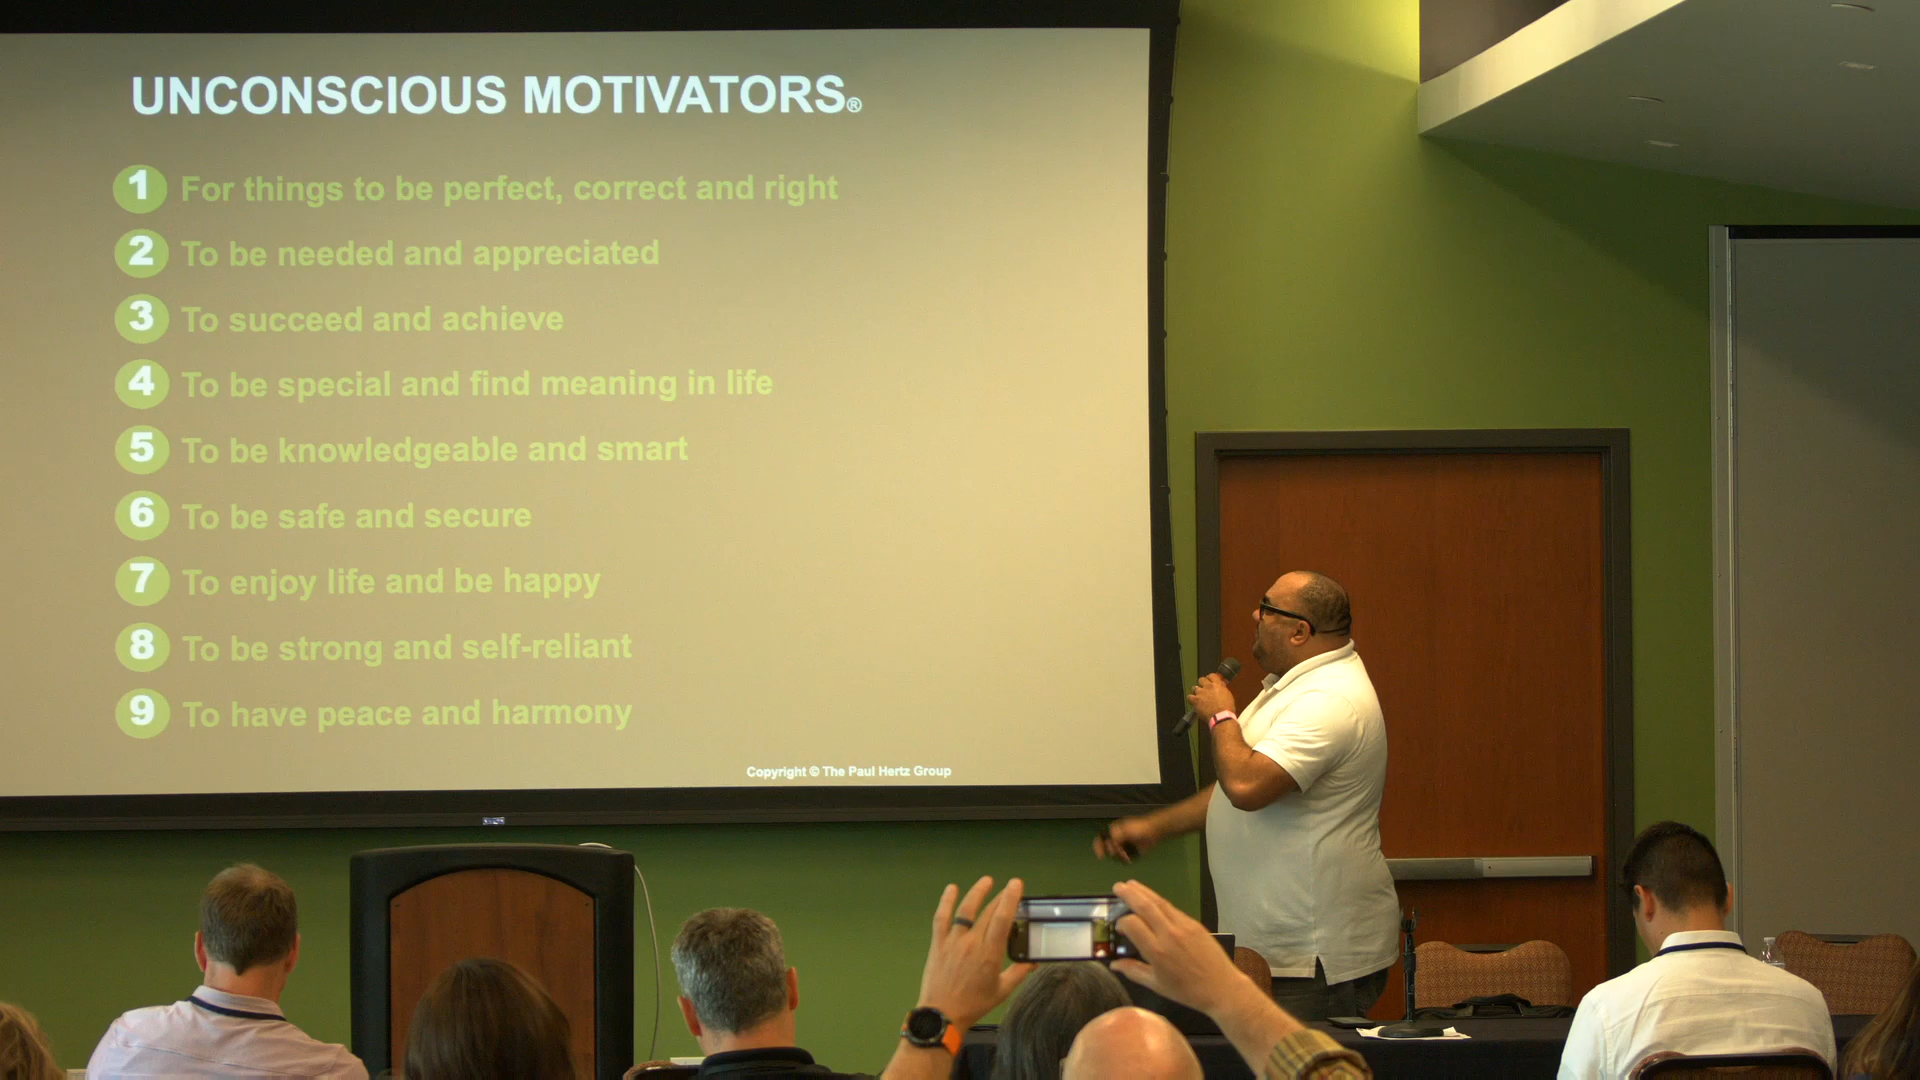 UNCONSCIOUS MOTIVATORS®
1 For things to be perfect, correct and right
2 To be needed and appreciated
3 To succeed and achieve
4 To be special and find meaning in life
5 To be knowledgeable and smart
6 To be safe and secure
7 To enjoy life and be happy
8 To be strong and self-reliant
9 To have peace and harmony
Copyright © The Paul Hertz Group